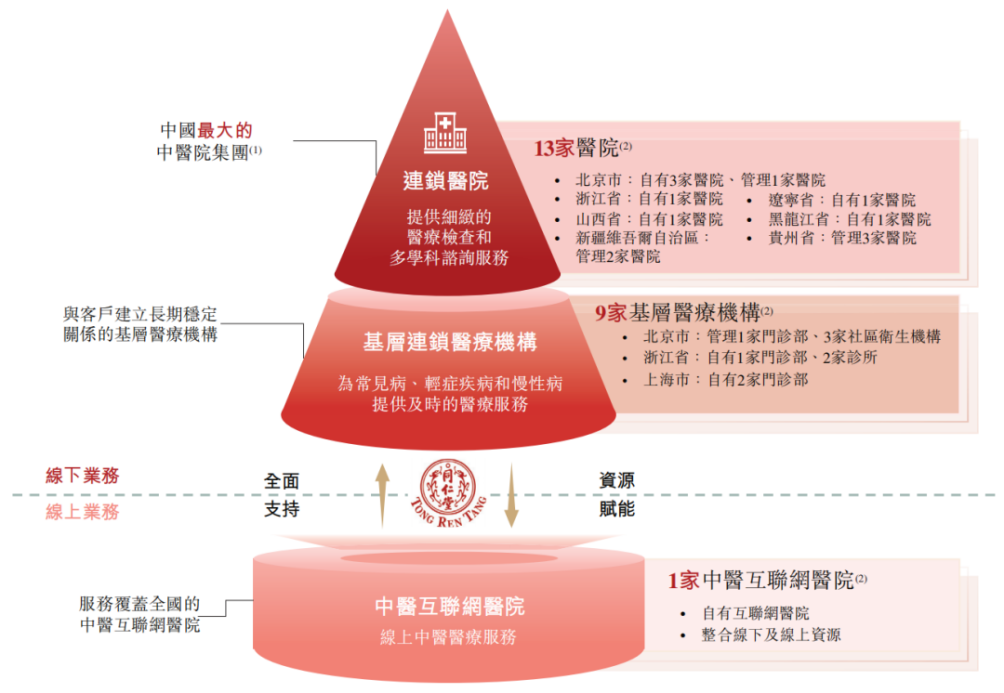 中國最大的
中醫院集團(1)
連鎖醫院
提供細緻的
醫療檢查和
多學科諮詢服務
13家醫院(2)
• 北京市：自有3家醫院、管理1家醫院
• 浙江省：自有1家醫院
• 遼寧省：自有1家醫院
• 山西省：自有1家醫院
• 黑龍江省：自有1家醫院
• 新疆維吾爾自治區：
管理2家醫院
• 貴州省：管理3家醫院
與客戶建立長期穩定
關係的基層醫療機構
基層連鎖醫療機構
為常見病、輕症疾病和慢性病
提供及時的醫療服務
9家基層醫療機構(2)
• 北京市：管理1家門診部、3家社區衛生機構
• 浙江省：自有1家門診部、2家診所
• 上海市：自有2家門診部
線下業務
線上業務
全面
支持
同仁堂
TONG REN TANG
資源
賦能
服務覆蓋全國的
中醫互聯網醫院
中醫互聯網醫院
線上中醫醫療服務
1家中醫互聯網醫院(2)
• 自有互聯網醫院
• 整合線下及線上資源